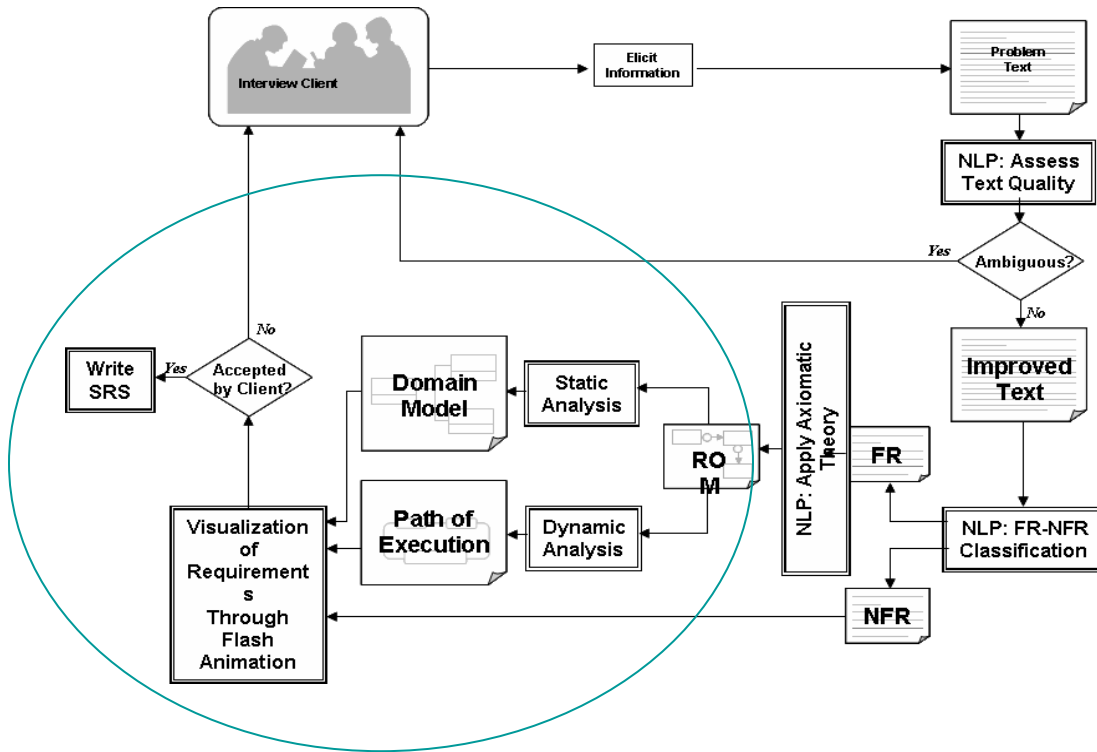 Interview Client
Elicit
Information
Problem
Text
NLP: Assess
Text Quality
Yes
Ambiguous?
No
Improved
Text
NLP: FR-NFR
Classification
FR
NFR
NLP: Apply Axiomatic
Theory
RO
M
Static
Analysis
Dynamic
Analysis
Domain
Model
Path of
Execution
Visualization
of
Requirement
s
Through
Flash
Animation
No
Accepted
by Client?
Yes
Write
SRS